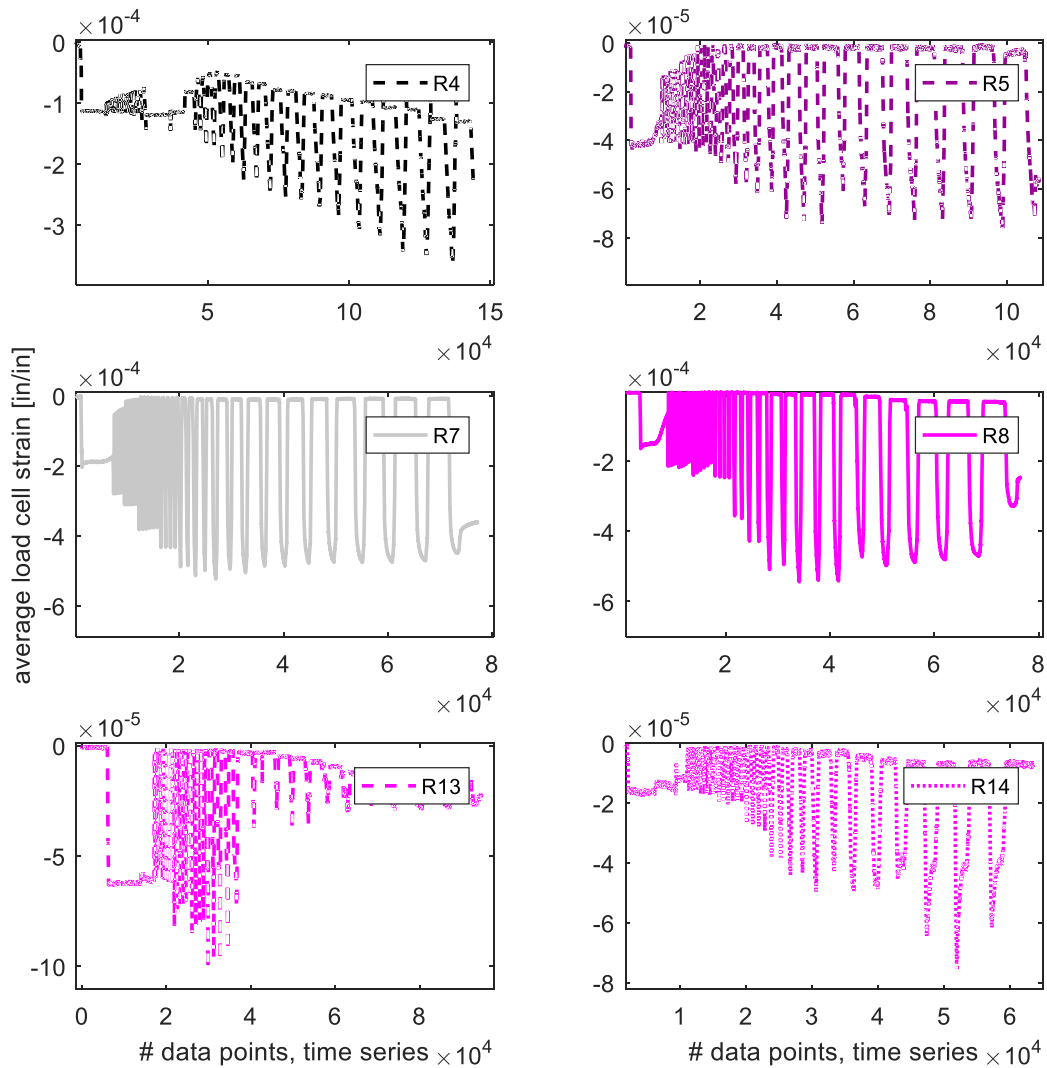 ×10⁻⁴
0
-1
-2
-3
R4
5 10 15
×10⁴
×10⁻⁵
0
-2
-4
-6
-8
R5
2 4 6 8 10
×10⁴
average load cell strain [in/in]
×10⁻⁴
0
-2
-4
-6
R7
2 4 6 8
×10⁴
×10⁻⁴
-2
-4
-6
R8
2 4 6 8
×10⁴
×10⁻⁵
0
-5
-10
R13
0 2 4 6 8
# data points, time series ×10⁴
×10⁻⁵
0
-2
-4
-6
-8
R14
1 2 3 4 5 6
# data points, time series ×10⁴